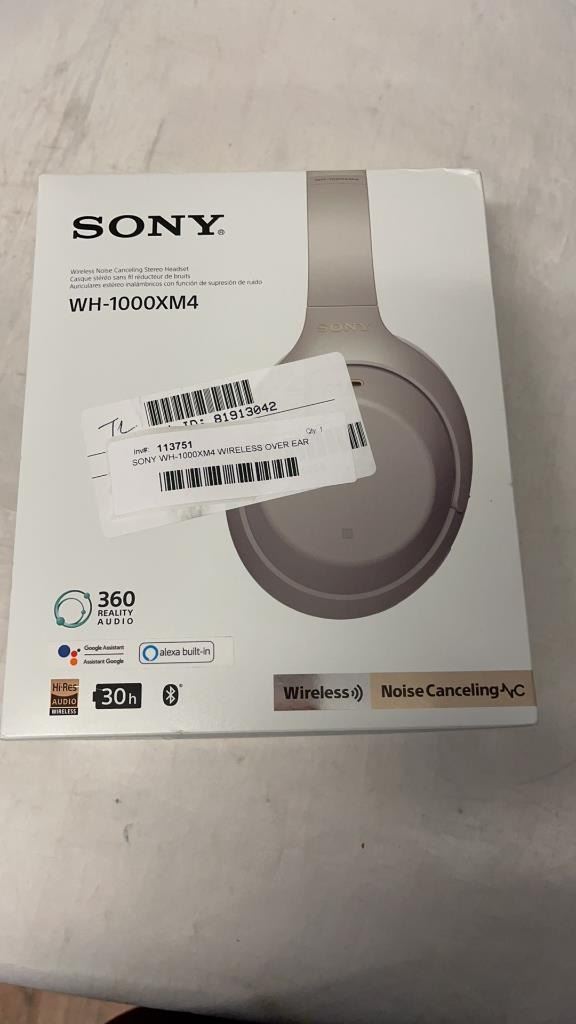 SONY®
Wireless Noise Canceling Stereo Headset
Casque stéréo sans fil réducteur de bruits
Auriculares estéreo inalámbricos con función de supresión de ruido
WH-1000XM4
SONY
TL
ID: 81913042
Inv#: 113751
Qty: 1
SONY WH-1000XM4 WIRELESS OVER EAR
360
REALITY
AUDIO
Google Assistant
Assistant Google
alexa built-in
Hi-Res
AUDIO
WIRELESS
30h
Wireless
Noise Canceling